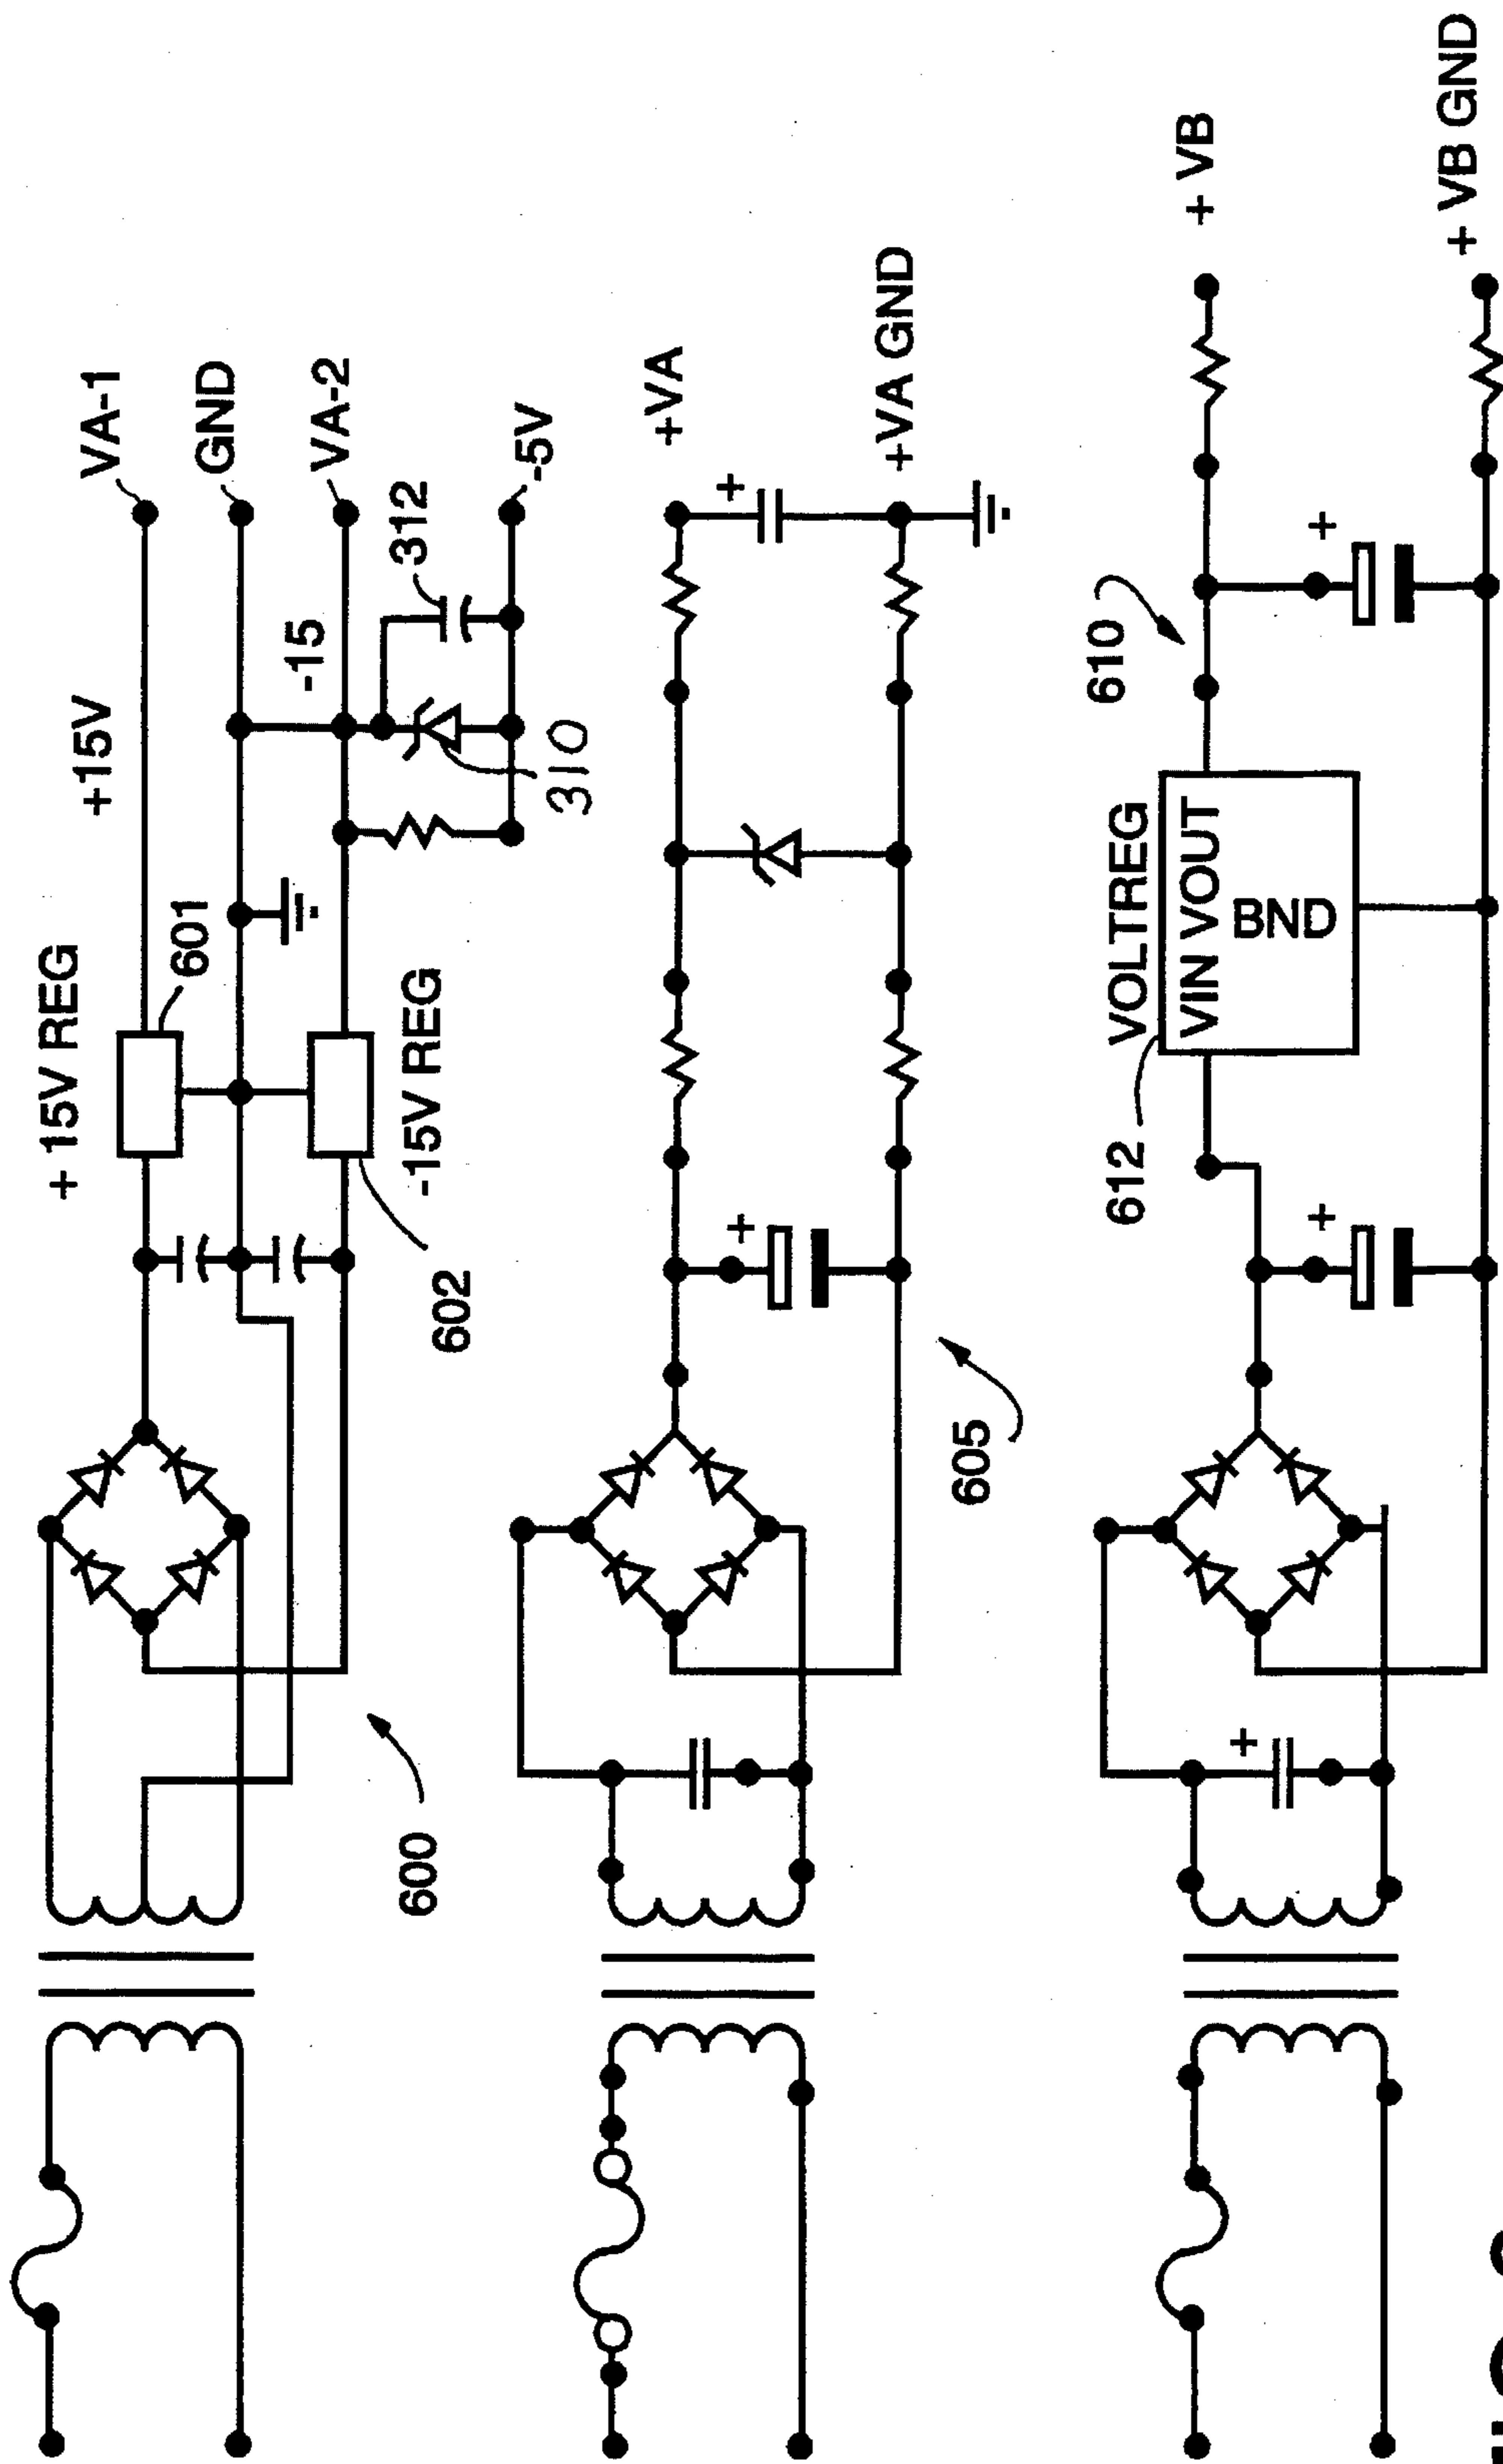 + 15V REG
601
+15V
VA-1
GND
VA-2
-15
-15V REG
602
312
310
-5V
600
+VA
+VA GND
605
VOLTREG
VIN VOUT
BND
612
610
+ VB
+ VB GND
+
+
+
+
+